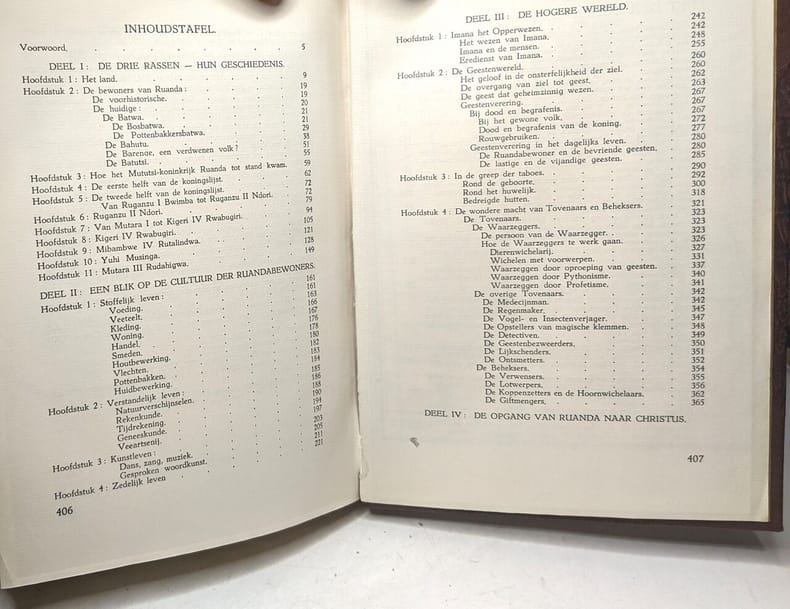 INHOUDSTAFEL.
Voorwoord, 5
DEEL I : DE DRIE RASSEN — HUN GESCHIEDENIS.
Hoofdstuk 1 : Het land. 9
Hoofdstuk 2 : De bewoners van Ruanda : 19
De voorhistorische. 19
De huidige : 20
De Batwa. 21
De Bosbatwa. 21
De Pottenbakkersbatwa. 29
De Bahutu. 38
De Barenge, een verdwenen volk? 51
De Batutsi. 55
Hoofdstuk 3 : Hoe het Mututsi-koninkrijk Ruanda tot stand kwam. 59
Hoofdstuk 4 : De eerste helft van de koningslijst. 62
Hoofdstuk 5 : De tweede helft van de koningslijst. 72
Van Ruganzu I Bwimba tot Ruganzu II Ndori. 72
Hoofdstuk 6 : Ruganzu II Ndori. 79
Hoofdstuk 7 : Van Mutara I tot Kigeri IV Rwabugiri. 94
Hoofdstuk 8 : Kigeri IV Rwabugiri. 105
Hoofdstuk 9 : Mibambwe IV Rutalindwa. 121
Hoofdstuk 10 : Yuhi Musinga. 128
Hoofdstuk 11 : Mutara III Rudahigwa. 149
DEEL II : EEN BLIK OP DE CULTUUR DER RUANDABEWONERS.
Hoofdstuk 1 : Stoffelijk leven : 161
Voeding. 161
Veeteelt. 163
Kleding. 166
Woning. 167
Handel. 176
Smeden. 178
Houtbewerking. 180
Vlechten. 182
Pottenbakken. 183
Huidbewerking. 184
Hoofdstuk 2 : Verstandelijk leven : 185
Natuurverschijnselen. 186
Rekenkunde. 188
Tijdrekening. 190
Geneeskunde. 194
Veeartsenij. 197
Hoofdstuk 3 : Kunstleven : 203
Dans, zang, muziek. 205
Gesproken woordkunst. 211
Hoofdstuk 4 : Zedelijk leven 221
406
DEEL III : DE HOGERE WERELD.
Hoofdstuk 1 : Imana het Opperwezen. 242
Het wezen van Imana. 242
Imana en de mensen. 248
Eredienst van Imana. 255
Hoofdstuk 2 : De Geestenwereld. 260
Het geloof in de onsterfelijkheid der ziel. 260
De overgang van ziel tot geest. 262
De geest dat geheimzinnig wezen. 263
Geestenverering. 267
Bij dood en begrafenis. 267
Bij het gewone volk. 267
Dood en begrafenis van de koning. 272
Rouwgebruiken. 277
Geestenverering in het dagelijks leven. 280
De Ruandabewoner en de bevriende geesten. 280
De lastige en de vijandige geesten. 285
Hoofdstuk 3 : In de greep der taboes. 290
Rond de geboorte. 292
Rond het huwelijk. 300
Bedreigde hutten. 318
Hoofdstuk 4 : De wondere macht van Tovenaars en Beheksers. 321
De Tovenaars. 323
De Waarzeggers. 323
De persoon van de Waarzegger. 323
Hoe de Waarzeggers te werk gaan. 326
Dierenwichelarij. 327
Wichelen met voorwerpen. 331
Waarzeggen door oproeping van geesten. 337
Waarzeggen door Pythonisme. 340
Waarzeggen door Profetisme. 341
De overige Tovenaars. 342
De Medecijnman. 342
De Regenmaker. 345
De Vogel- en Insectenverjager. 347
De Opstellers van magische klemmen. 348
De Detectiven. 349
De Geestenbezweerders. 350
De Lijkschenders. 351
De Ontsmetters. 352
De Beheksers. 354
De Verwensers. 355
De Lotwerpers. 356
De Koppenzetters en de Hoornwichelaars. 362
De Giftmengers. 365
DEEL IV : DE OPGANG VAN RUANDA NAAR CHRISTUS.
407